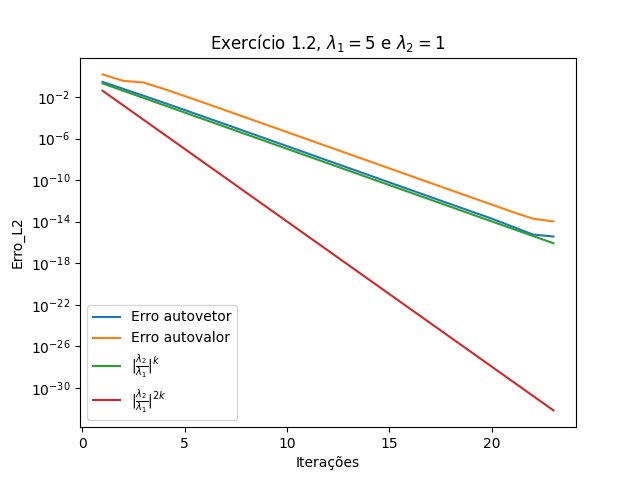 Exercício 1.2, λ₁ = 5 e λ₂ = 1
Erro_L2
10⁻²
10⁻⁶
10⁻¹⁰
10⁻¹⁴
10⁻¹⁸
10⁻²²
10⁻²⁶
10⁻³⁰
Erro autovetor
Erro autovalor
|λ₂/λ₁|ᵏ
|λ₂/λ₁|²ᵏ
0 5 10 15 20
Iterações